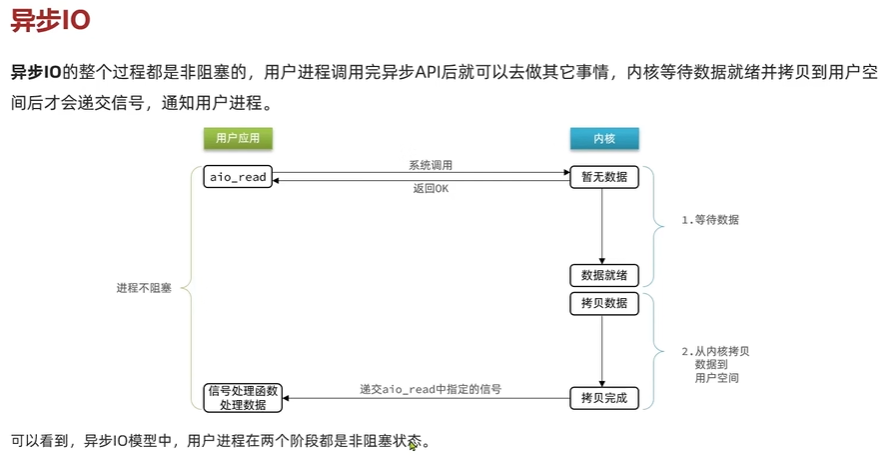 异步IO
异步IO的整个过程都是非阻塞的，用户进程调用完异步API后就可以去做其它事情，内核等待数据就绪并拷贝到用户空
间后才会递交信号，通知用户进程。
用户应用
内核
系统调用
aio_read
暂无数据
返回OK
1.等待数据
数据就绪
进程不阻塞
拷贝数据
2.从内核拷贝
数据到
用户空间
信号处理函数
处理数据
递交aio_read中指定的信号
拷贝完成
可以看到，异步IO模型中，用户进程在两个阶段都是非阻塞状态。